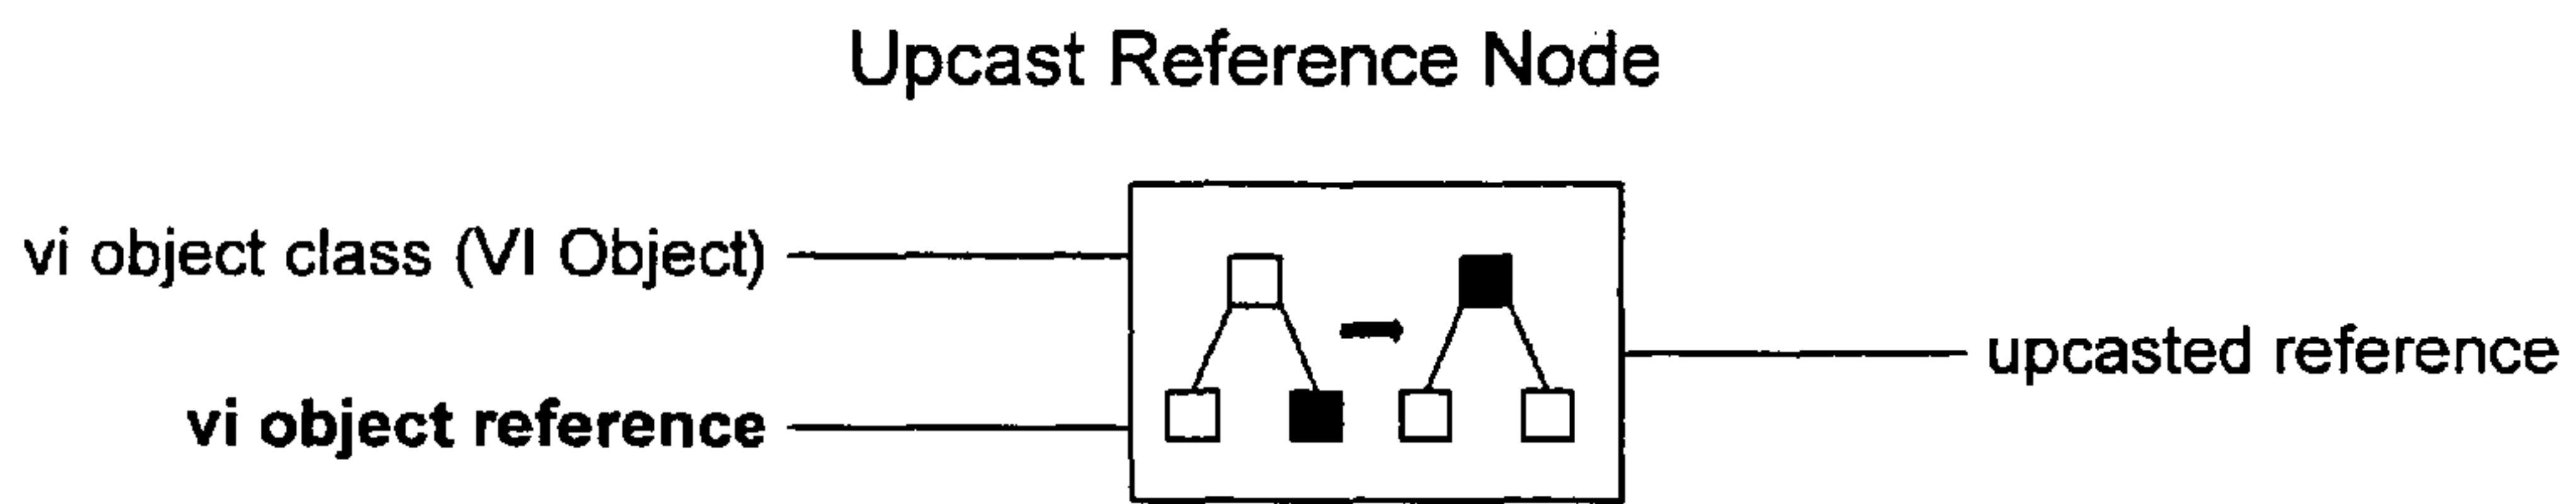 Upcast Reference Node
vi object class (VI Object)
vi object reference
upcasted reference